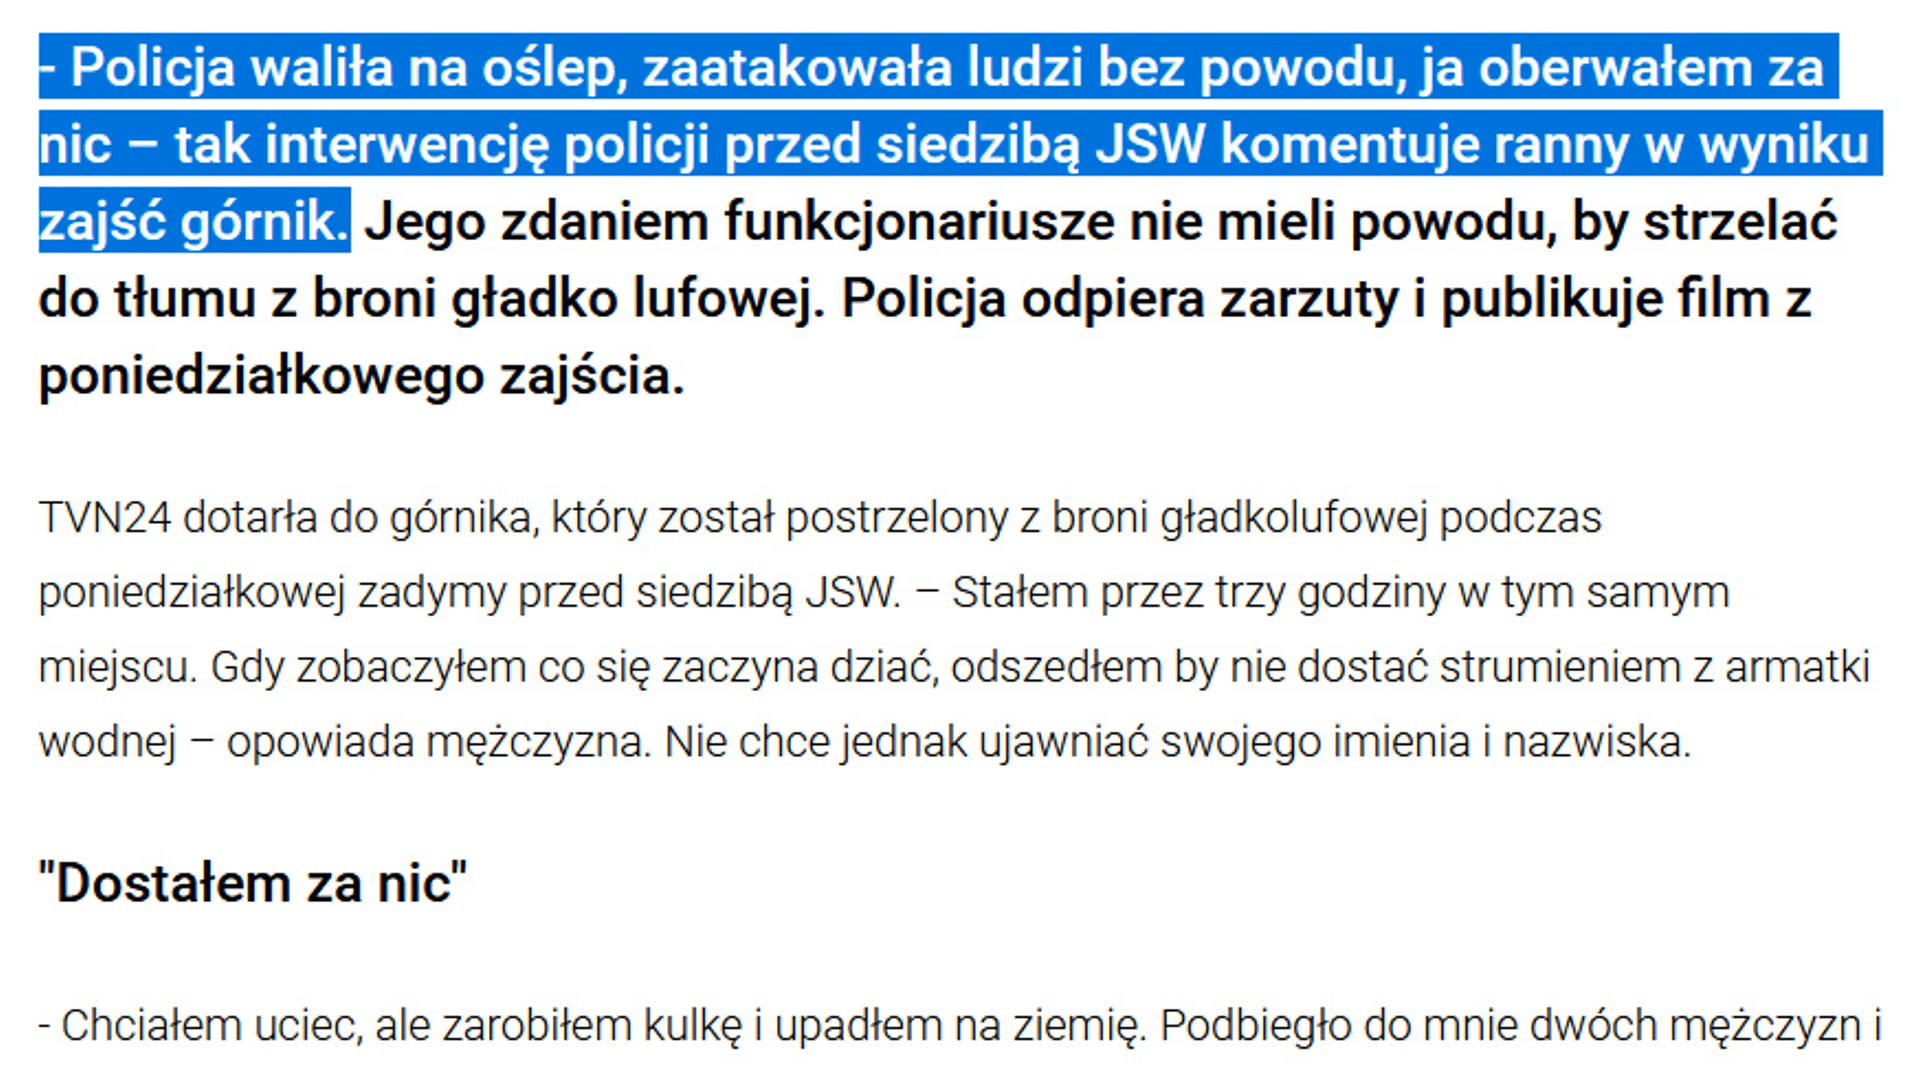 - Policja waliła na oślep, zaatakowała ludzi bez powodu, ja oberwałem za
nic – tak interwencję policji przed siedzibą JSW komentuje ranny w wyniku
zajść górnik. Jego zdaniem funkcjonariusze nie mieli powodu, by strzelać
do tłumu z broni gładko lufowej. Policja odpiera zarzuty i publikuje film z
poniedziałkowego zajścia.
TVN24 dotarła do górnika, który został postrzelony z broni gładkolufowej podczas
poniedziałkowej zadymy przed siedzibą JSW. – Stałem przez trzy godziny w tym samym
miejscu. Gdy zobaczyłem co się zaczyna dziać, odszedłem by nie dostać strumieniem z armatki
wodnej – opowiada mężczyzna. Nie chce jednak ujawniać swojego imienia i nazwiska.
"Dostałem za nic"
- Chciałem uciec, ale zarobiłem kulkę i upadłem na ziemię. Podbiegło do mnie dwóch mężczyzn i